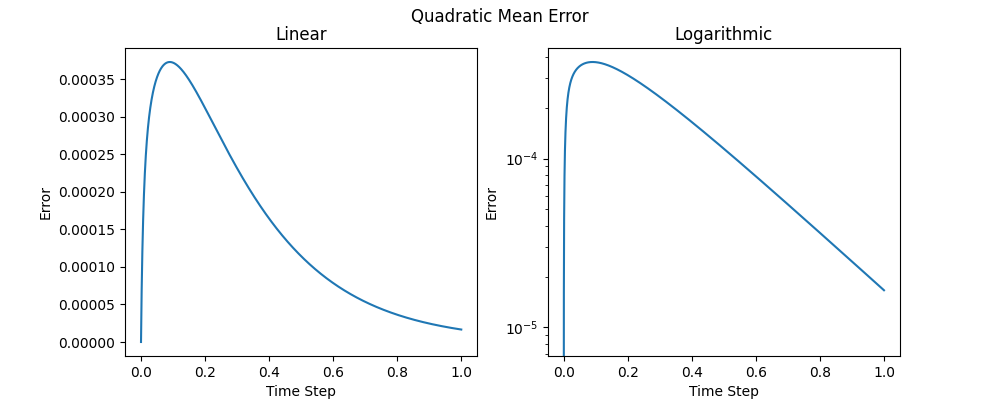 Quadratic Mean Error
Linear
0.00035
0.00030
0.00025
0.00020
0.00015
0.00010
0.00005
0.00000
Error
0.0 0.2 0.4 0.6 0.8 1.0
Time Step
Logarithmic
10⁻⁴
10⁻⁵
Error
0.0 0.2 0.4 0.6 0.8 1.0
Time Step